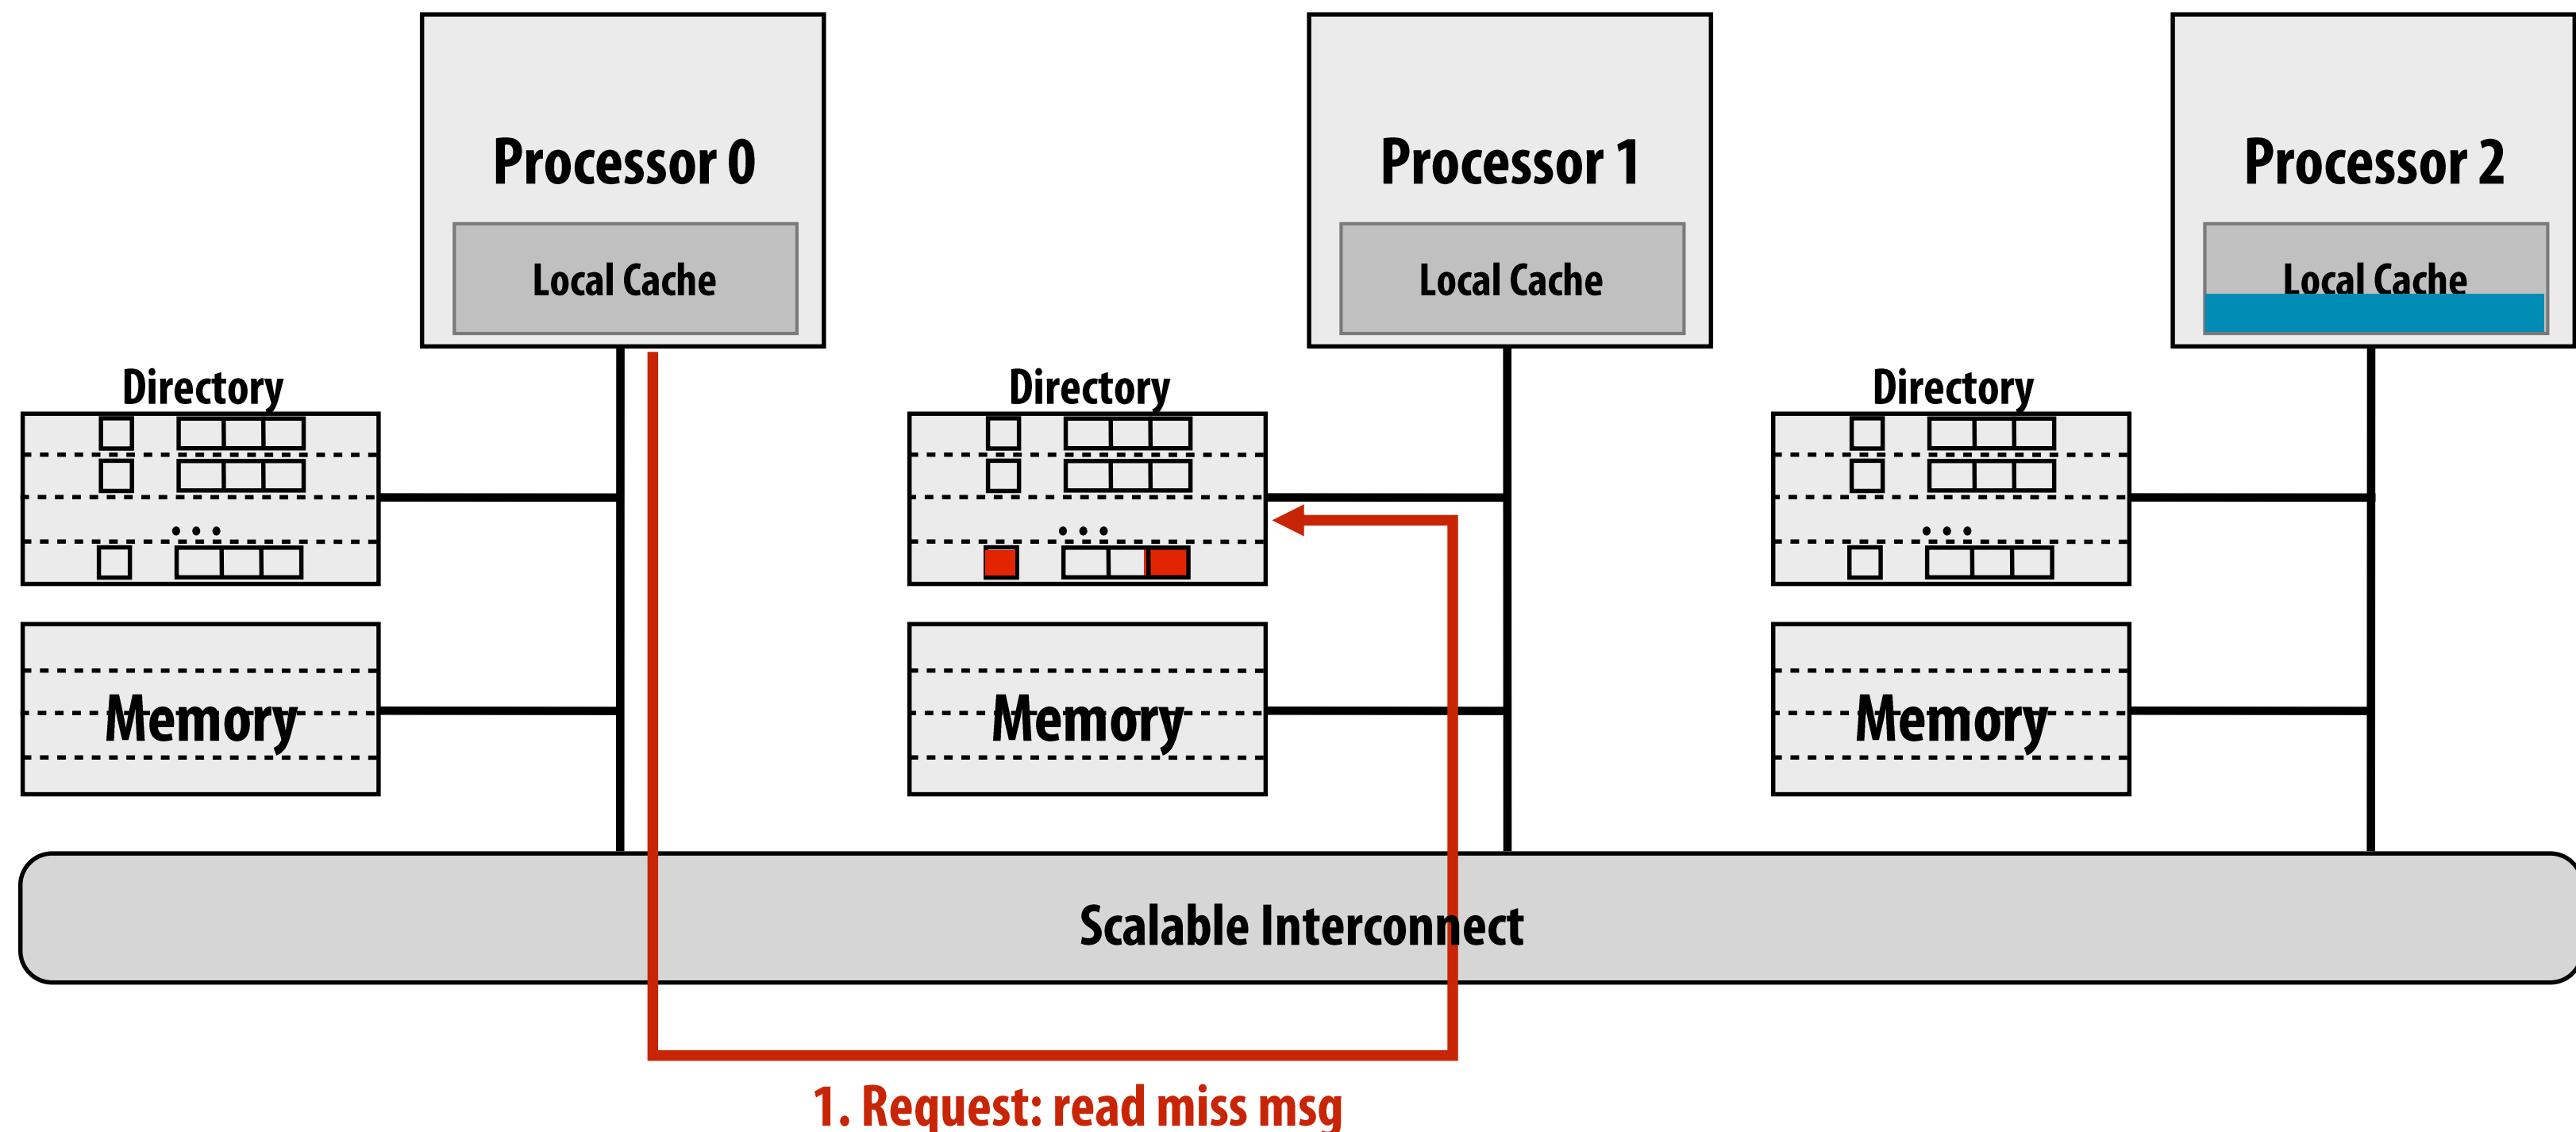 Processor 0
Processor 1
Processor 2
Local Cache
Local Cache
Local Cache
Directory
Directory
Directory
...
...
...
Memory
Memory
Memory
Scalable Interconnect
1. Request: read miss msg